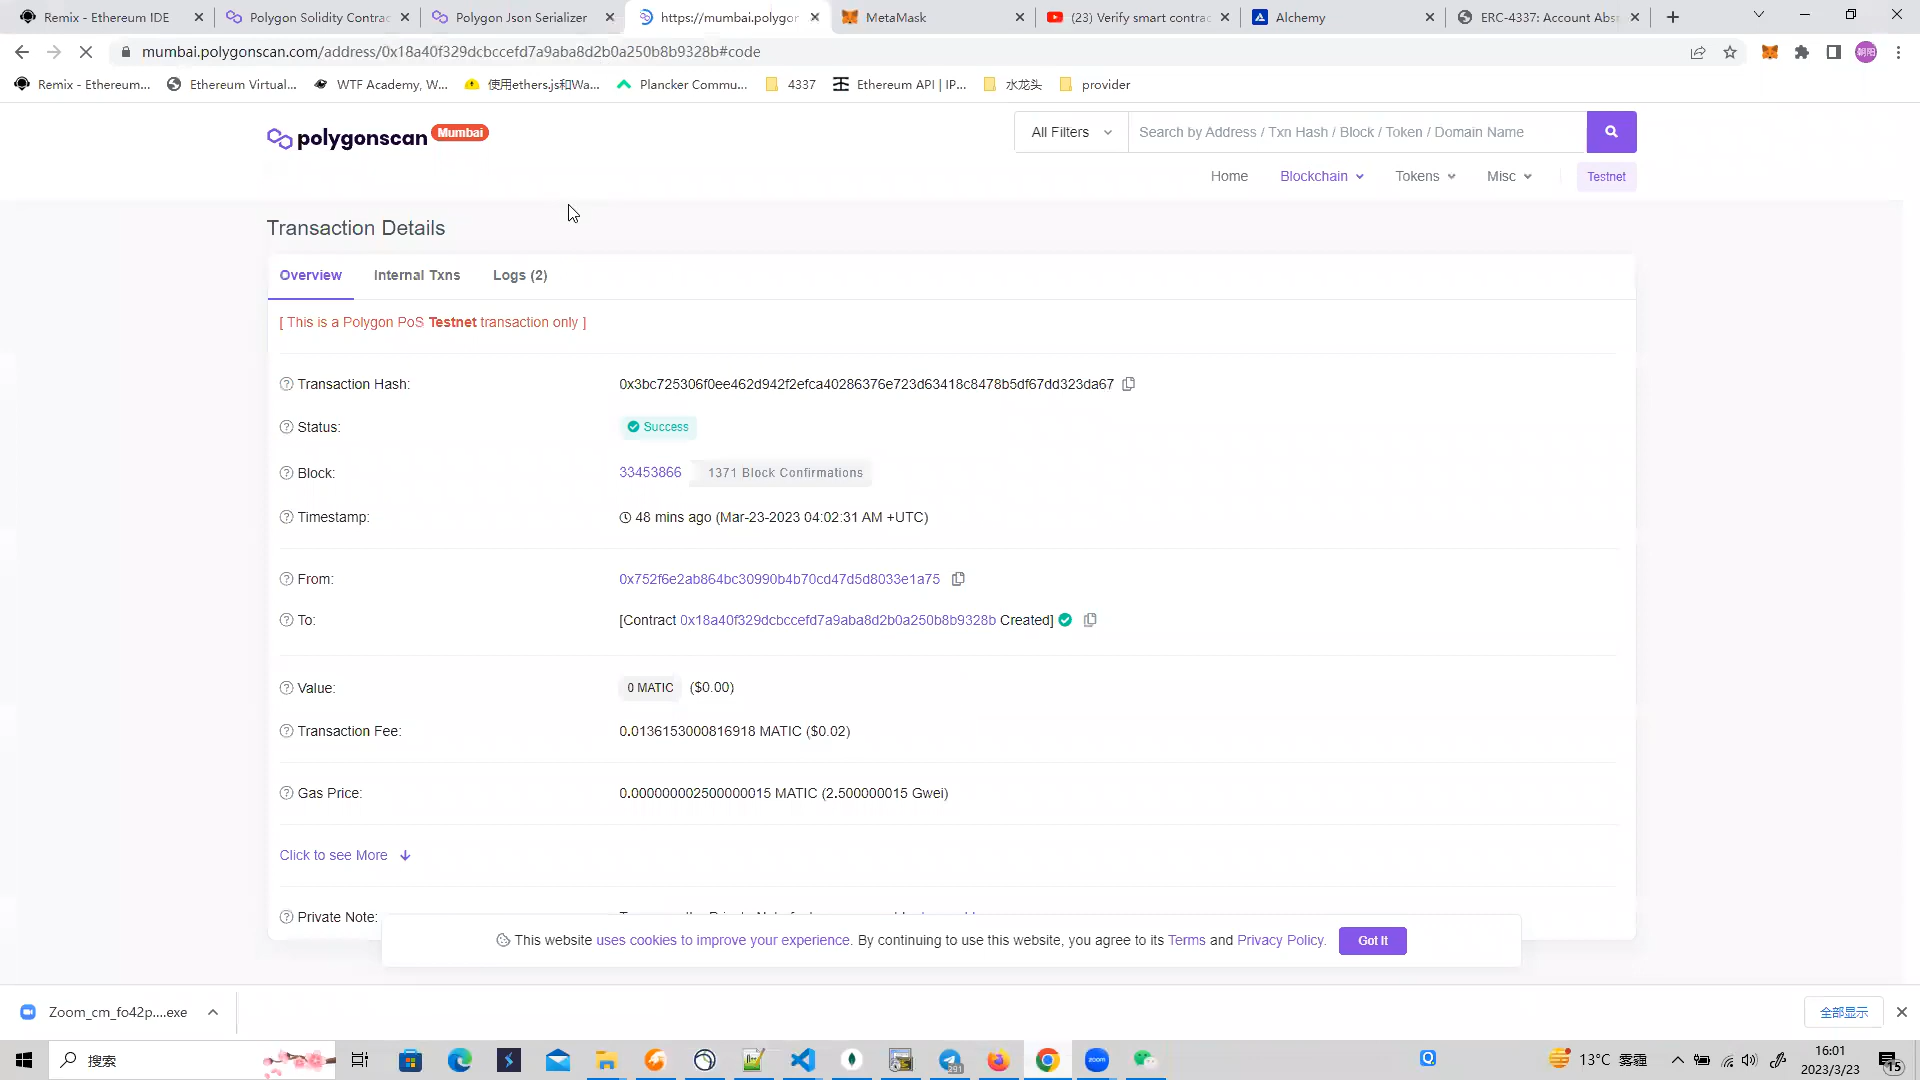 Remix - Ethereum IDE
Polygon Solidity Contrac
Polygon Json Serializer
https://mumbai.polygor
MetaMask
(23) Verify smart contrac
Alchemy
ERC-4337: Account Abs
mumbai.polygonscan.com/address/0x18a40f329dcbccefd7a9aba8d2b0a250b8b9328b#code
朝阳
Remix - Ethereum...
Ethereum Virtual...
WTF Academy, W...
使用ethers.js和Wa...
Plancker Commu...
4337
Ethereum API | IP...
水龙头
provider
polygonscan Mumbai
All Filters
Search by Address / Txn Hash / Block / Token / Domain Name
Home
Blockchain
Tokens
Misc
Testnet
Transaction Details
Overview
Internal Txns
Logs (2)
[ This is a Polygon PoS Testnet transaction only ]
Transaction Hash:
0x3bc725306f0ee462d942f2efca40286376e723d63418c8478b5df67dd323da67
Status:
Success
Block:
33453866
1371 Block Confirmations
Timestamp:
48 mins ago (Mar-23-2023 04:02:31 AM +UTC)
From:
0x752f6e2ab864bc30990b4b70cd47d5d8033e1a75
To:
[Contract 0x18a40f329dcbccefd7a9aba8d2b0a250b8b9328b Created]
Value:
0 MATIC ($0.00)
Transaction Fee:
0.0136153000816918 MATIC ($0.02)
Gas Price:
0.000000002500000015 MATIC (2.500000015 Gwei)
Click to see More
Private Note:
This website uses cookies to improve your experience. By continuing to use this website, you agree to its Terms and Privacy Policy.
Got It
Zoom_cm_fo42p....exe
全部显示
搜索
zoom
391
13°C 雾霾
16:01
2023/3/23
15